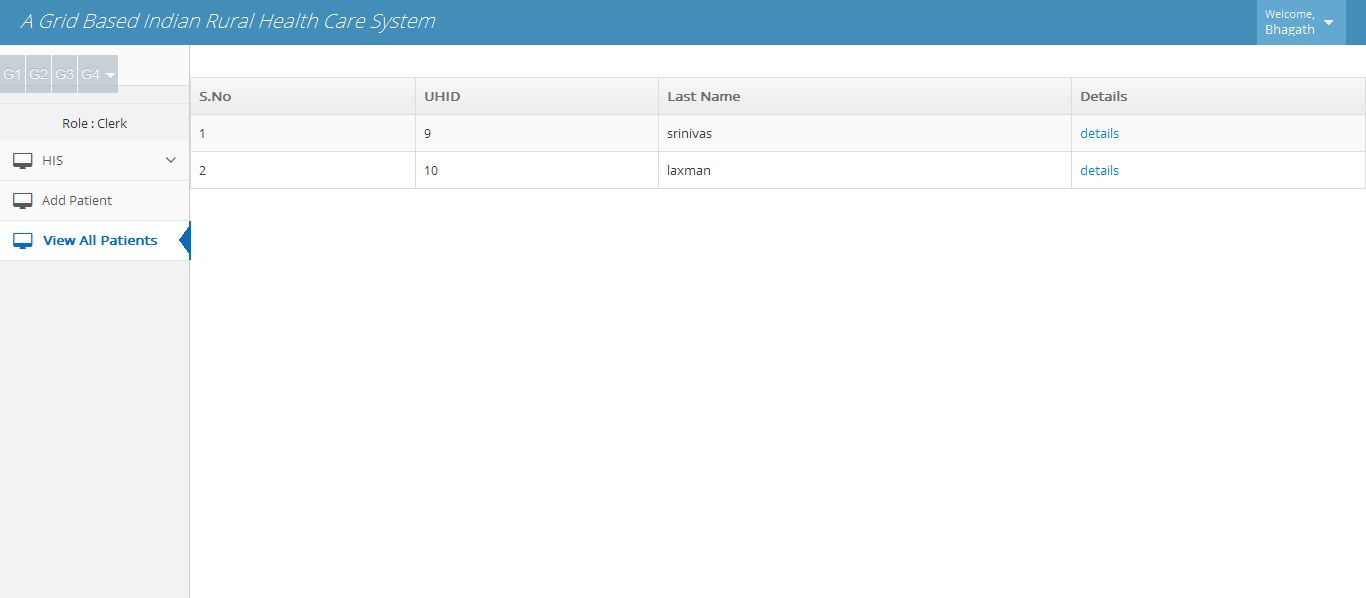 A Grid Based Indian Rural Health Care System
Welcome,
Bhagath
G1 G2 G3 G4
Role : Clerk
HIS
Add Patient
View All Patients
S.No UHID Last Name Details
1 9 srinivas details
2 10 laxman details